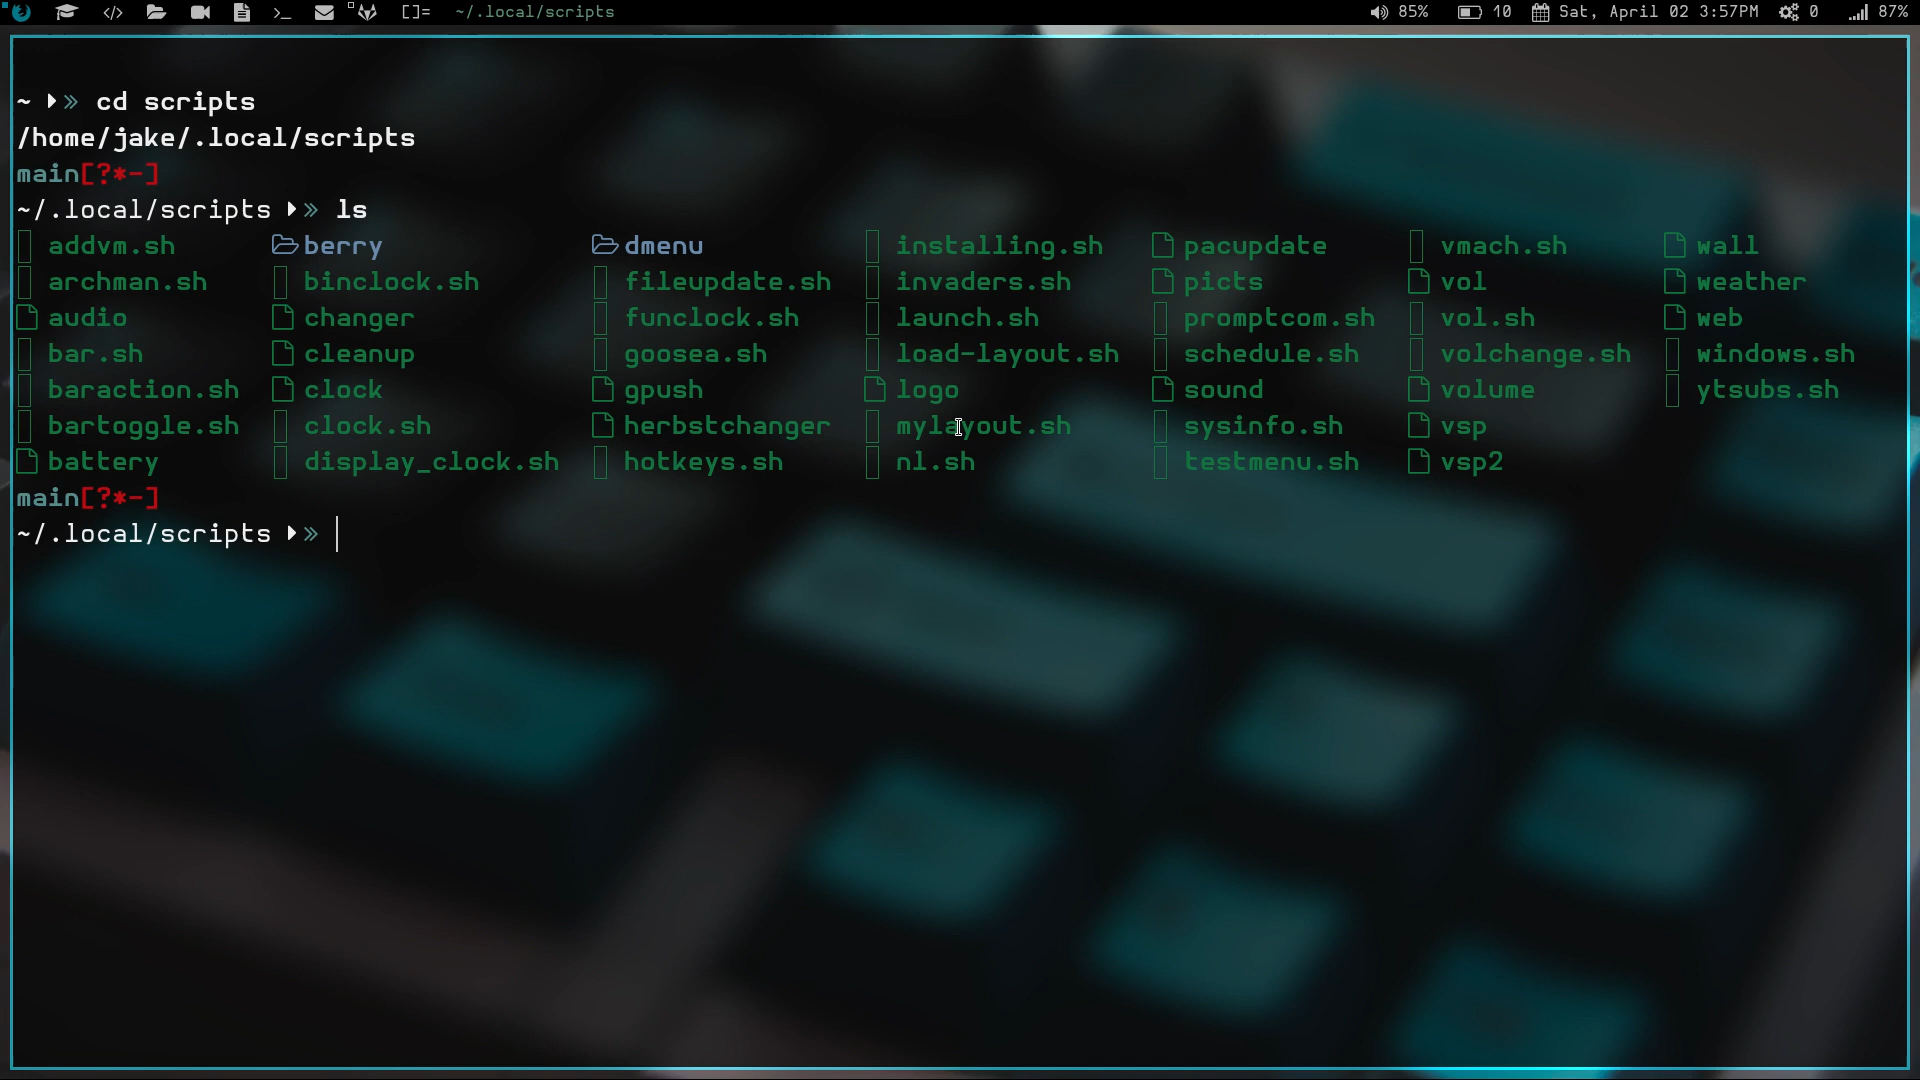 []= ~/.local/scripts 85% 10 Sat, April 02 3:57PM 0 87%
~ cd scripts
/home/jake/.local/scripts
main[?*-]
~/.local/scripts ls
addvm.sh berry dmenu installing.sh pacupdate vmach.sh wall
archman.sh binclock.sh fileupdate.sh invaders.sh picts vol weather
audio changer funclock.sh launch.sh promptcom.sh vol.sh web
bar.sh cleanup goosea.sh load-layout.sh schedule.sh volchange.sh windows.sh
baraction.sh clock gpush logo sound volume ytsubs.sh
bartoggle.sh clock.sh herbstchanger mylayout.sh sysinfo.sh vsp
battery display_clock.sh hotkeys.sh nl.sh testmenu.sh vsp2
main[?*-]
~/.local/scripts